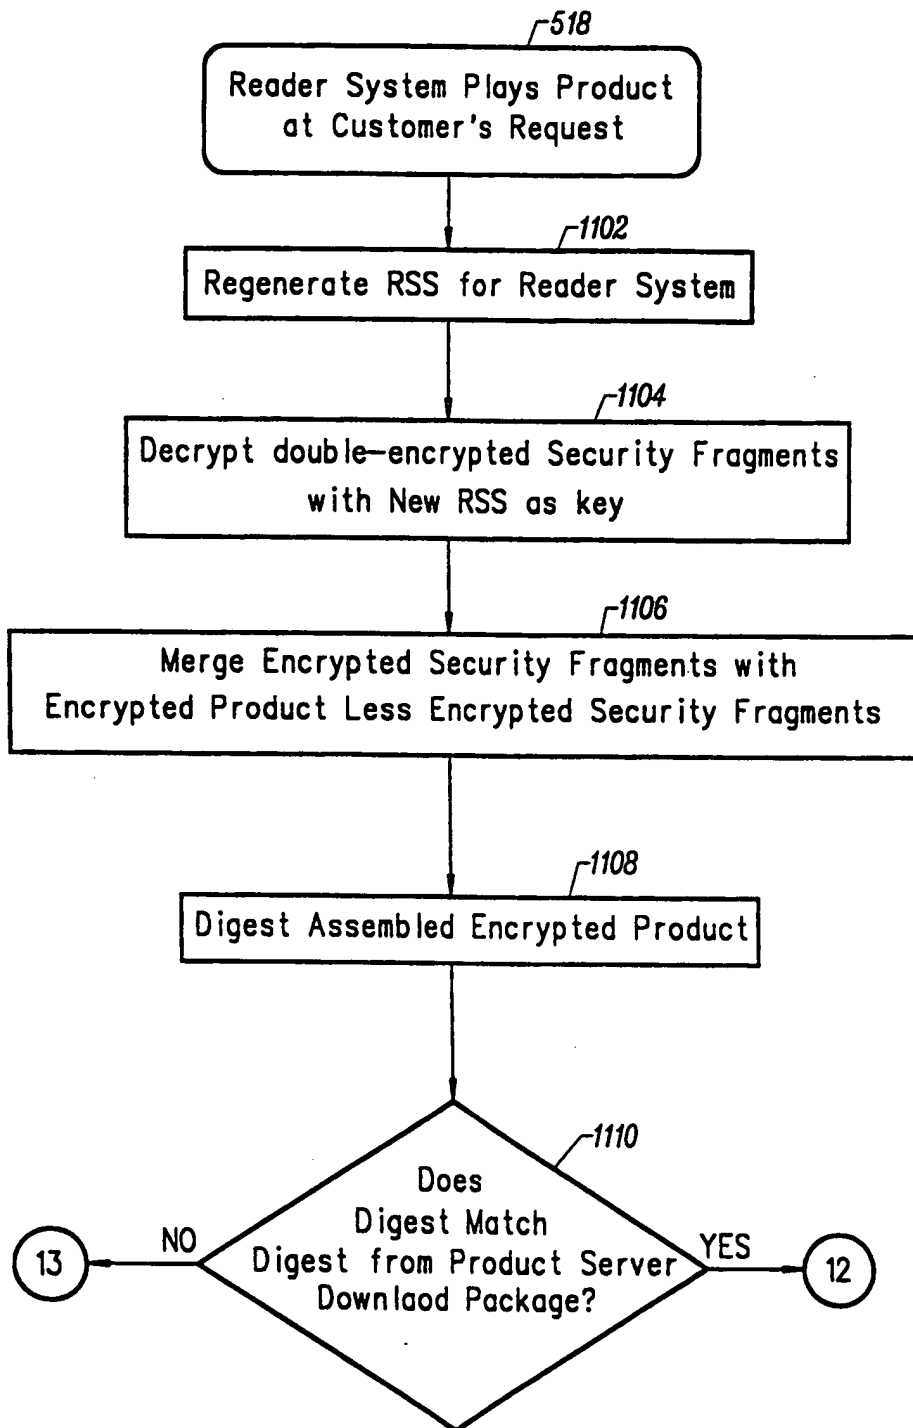 518
Reader System Plays Product
at Customer's Request
1102
Regenerate RSS for Reader System
1104
Decrypt double-encrypted Security Fragments
with New RSS as key
1106
Merge Encrypted Security Fragments with
Encrypted Product Less Encrypted Security Fragments
1108
Digest Assembled Encrypted Product
1110
Does
Digest Match
Digest from Product Server
Downlaod Package?
NO
YES
13
12